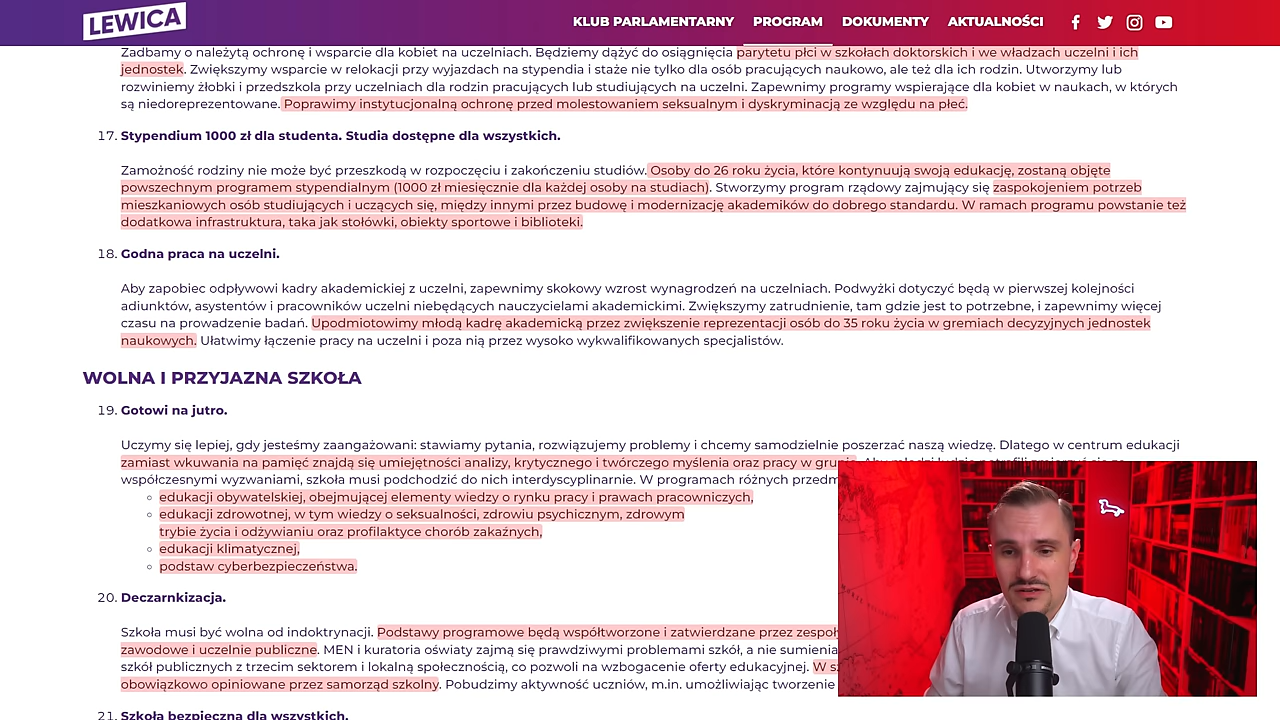 LEWICA
KLUB PARLAMENTARNY PROGRAM DOKUMENTY AKTUALNOŚCI
Zadbamy o należytą ochronę i wsparcie dla kobiet na uczelniach. Będziemy dążyć do osiągnięcia parytetu płci w szkołach doktorskich i we władzach uczelni i ich
jednostek. Zwiększymy wsparcie w relokacji przy wyjazdach na stypendia i staże nie tylko dla osób pracujących naukowo, ale też dla ich rodzin. Utworzymy lub
rozwiniemy żłobki i przedszkola przy uczelniach dla rodzin pracujących lub studiujących na uczelni. Zapewnimy programy wspierające dla kobiet w naukach, w których
są niedoreprezentowane. Poprawimy instytucjonalną ochronę przed molestowaniem seksualnym i dyskryminacją ze względu na płeć.
17. Stypendium 1000 zł dla studenta. Studia dostępne dla wszystkich.
Zamożność rodziny nie może być przeszkodą w rozpoczęciu i zakończeniu studiów. Osoby do 26 roku życia, które kontynuują swoją edukację, zostaną objęte
powszechnym programem stypendialnym (1000 zł miesięcznie dla każdej osoby na studiach). Stworzymy program rządowy zajmujący się zaspokojeniem potrzeb
mieszkaniowych osób studiujących i uczących się, między innymi przez budowę i modernizację akademików do dobrego standardu. W ramach programu powstanie też
dodatkowa infrastruktura, taka jak stołówki, obiekty sportowe i biblioteki.
18. Godna praca na uczelni.
Aby zapobiec odpływowi kadry akademickiej z uczelni, zapewnimy skokowy wzrost wynagrodzeń na uczelniach. Podwyżki dotyczyć będą w pierwszej kolejności
adiunktów, asystentów i pracowników uczelni niebędących nauczycielami akademickimi. Zwiększymy zatrudnienie, tam gdzie jest to potrzebne, i zapewnimy więcej
czasu na prowadzenie badań. Upodmiotowimy młodą kadrę akademicką przez zwiększenie reprezentacji osób do 35 roku życia w gremiach decyzyjnych jednostek
naukowych. Ułatwimy łączenie pracy na uczelni i poza nią przez wysoko wykwalifikowanych specjalistów.
WOLNA I PRZYJAZNA SZKOŁA
19. Gotowi na jutro.
Uczymy się lepiej, gdy jesteśmy zaangażowani: stawiamy pytania, rozwiązujemy problemy i chcemy samodzielnie poszerzać naszą wiedzę. Dlatego w centrum edukacji
zamiast wkuwania na pamięć znajdą się umiejętności analizy, krytycznego i twórczego myślenia oraz pracy w
współczesnymi wyzwaniami, szkoła musi podchodzić do nich interdyscyplinarnie. W programach różnych
edukacji obywatelskiej, obejmującej elementy wiedzy o rynku pracy i prawach pracowniczych,
edukacji zdrowotnej, w tym wiedzy o seksualności, zdrowiu psychicznym, zdrowym
trybie życia i odżywianiu oraz profilaktyce chorób zakaźnych,
edukacji klimatycznej,
podstaw cyberbezpieczeństwa.
20. Deczarnkizacja.
Szkoła musi być wolna od indoktrynacji. Podstawy programowe będą współtworzone i zatwierdzane przez
zawodowe i uczelnie publiczne. MEN i kuratoria oświaty zajmą się prawdziwymi problemami szkół, a nie
szkół publicznych z trzecim sektorem i lokalną społecznością, co pozwoli na wzbogacenie oferty edukacyjnej. W
obowiązkowo opiniowane przez samorząd szkolny. Pobudzimy aktywność uczniów, m.in. umożliwiając tworzenie
21. Szkoła bezpieczna dla wszystkich.